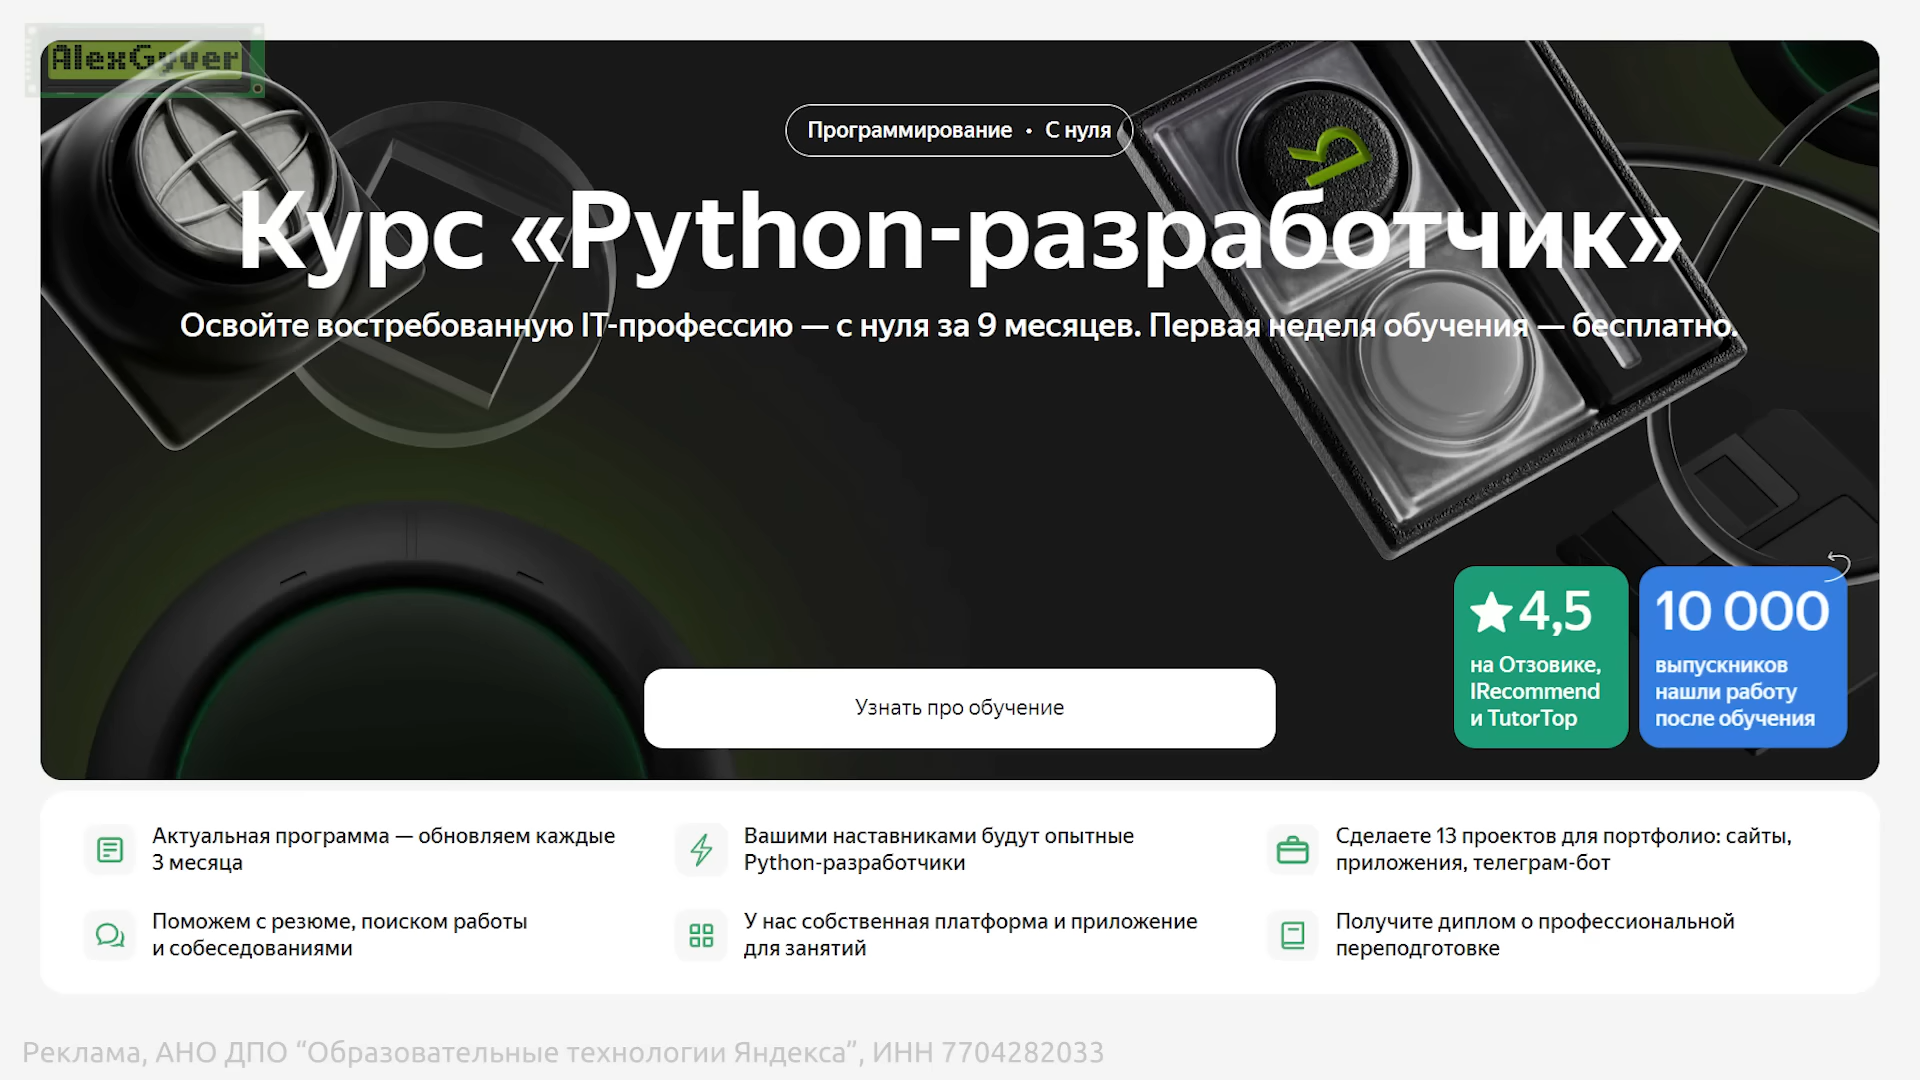 AlexGyver
Программирование • С нуля
Курс «Python-разработчик»
Освойте востребованную IT-профессию — с нуля за 9 месяцев. Первая неделя обучения — бесплатно.
4,5
на Отзовике,
IRecommend
и TutorTop
10 000
выпускников
нашли работу
после обучения
Узнать про обучение
Актуальная программа — обновляем каждые
3 месяца
Вашими наставниками будут опытные
Python-разработчики
Сделаете 13 проектов для портфолио: сайты,
приложения, телеграм-бот
Поможем с резюме, поиском работы
и собеседованиями
У нас собственная платформа и приложение
для занятий
Получите диплом о профессиональной
переподготовке
Реклама, АНО ДПО “Образовательные технологии Яндекса”, ИНН 7704282033